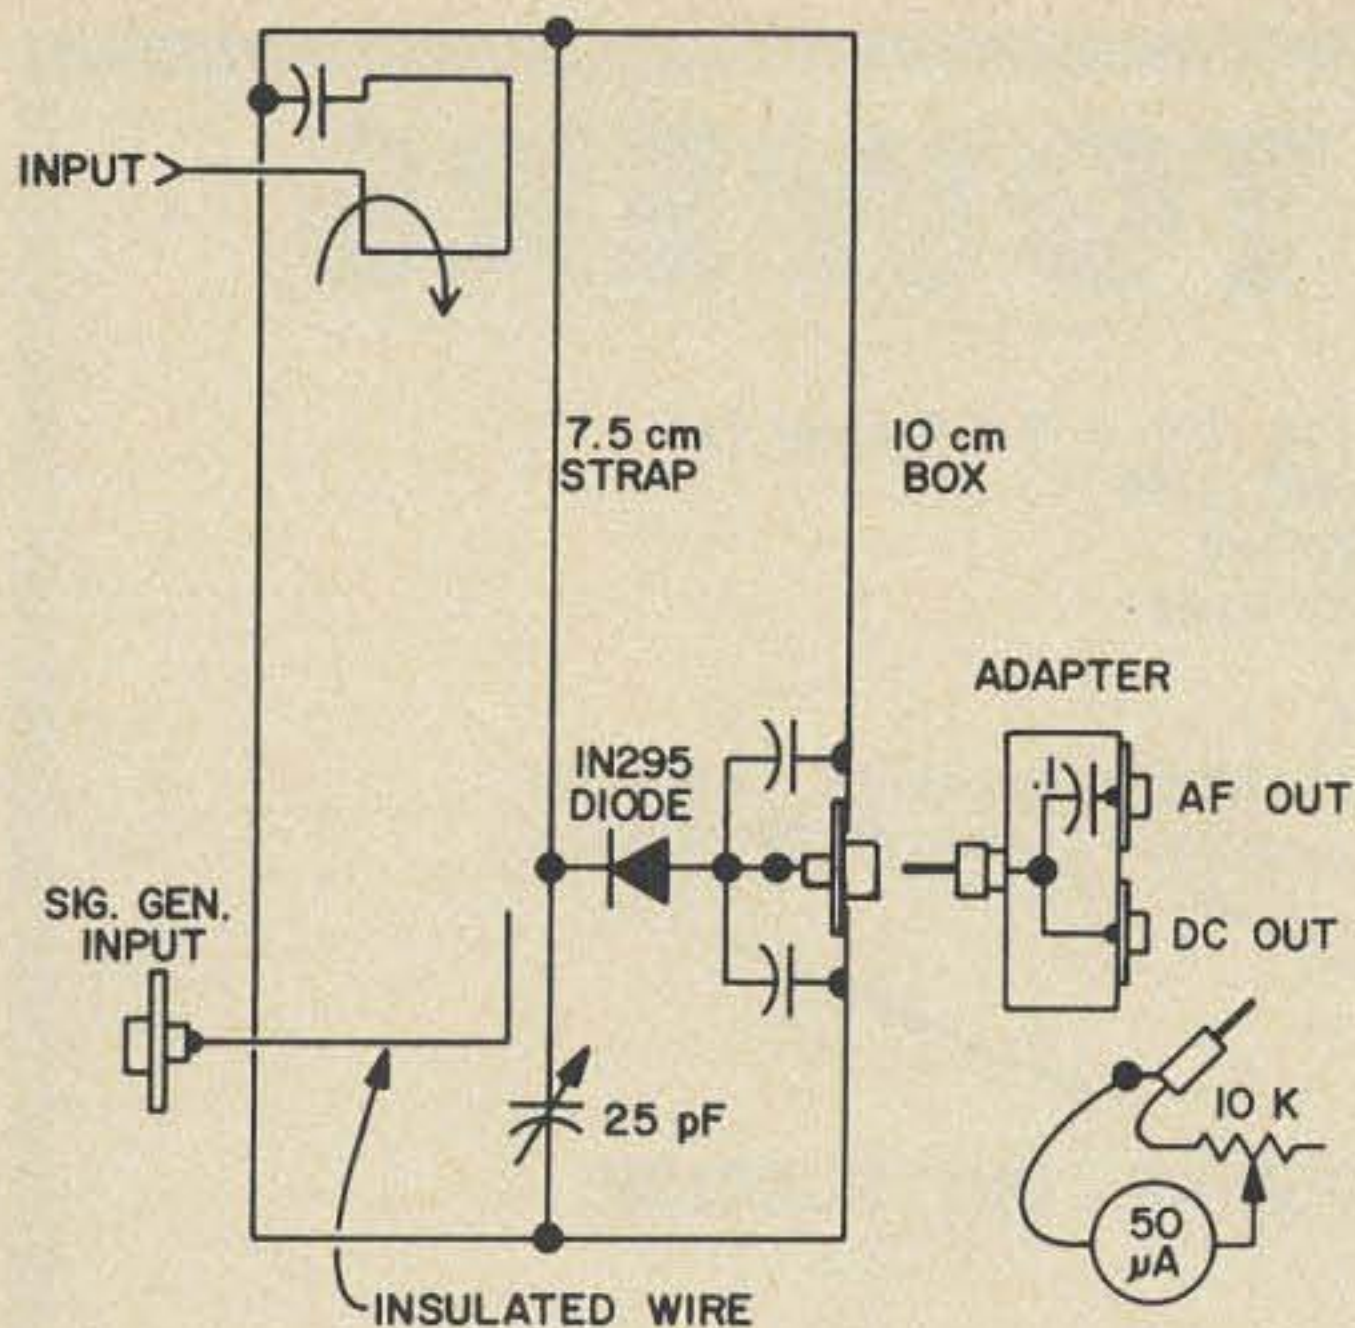 INPUT
7.5 cm
STRAP
10 cm
BOX
ADAPTER
IN295
DIODE
.1
AF OUT
SIG. GEN.
INPUT
DC OUT
25 pF
10 K
50
µA
INSULATED WIRE